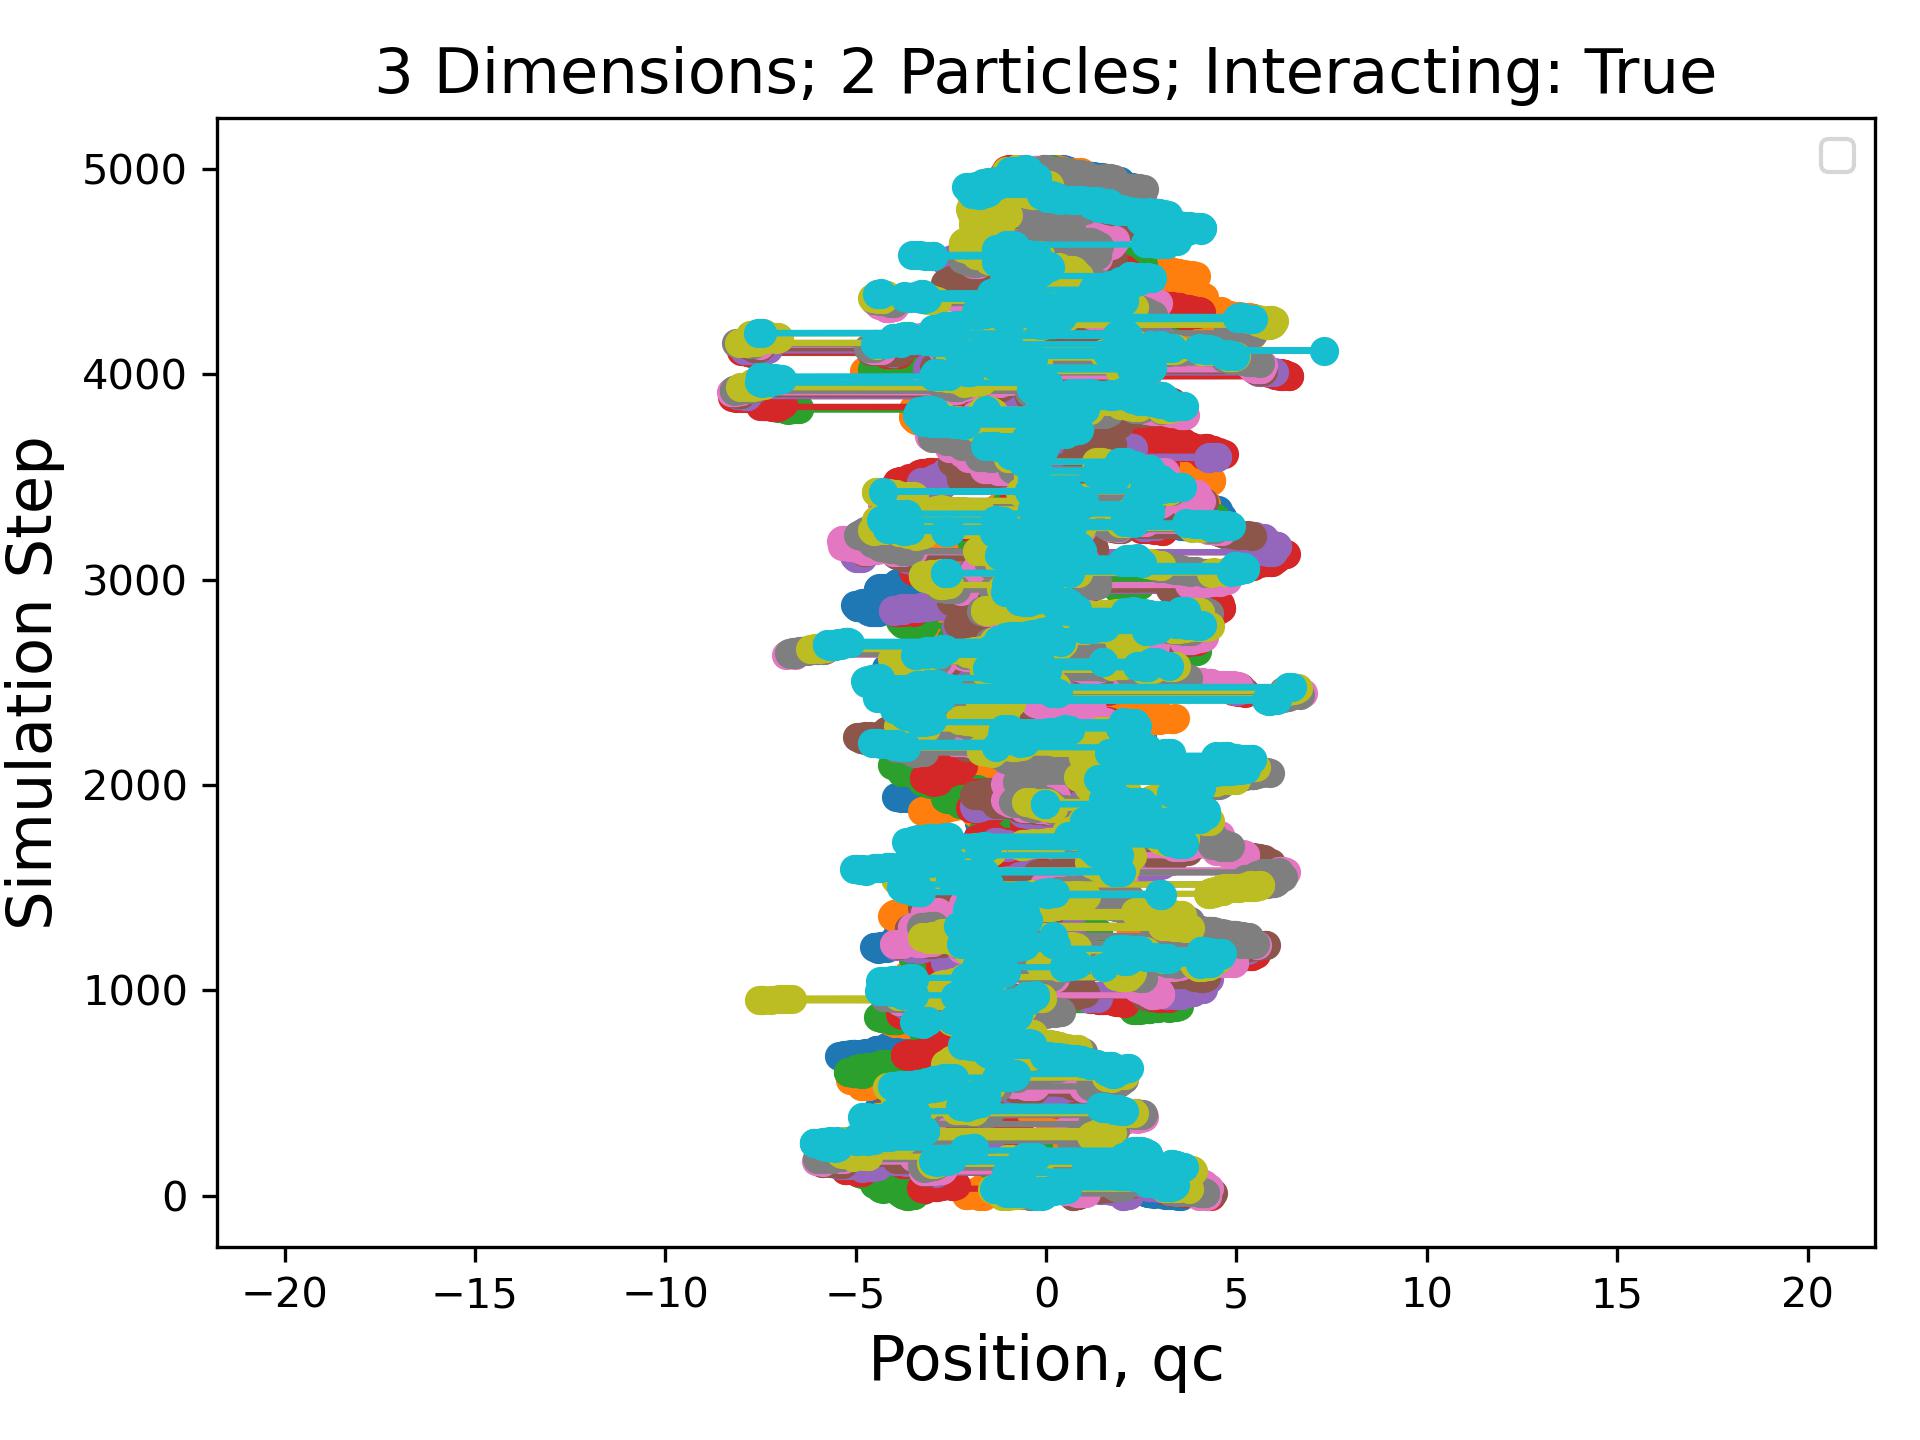 3 Dimensions; 2 Particles; Interacting: True
5000
4000
3000
2000
1000
0
Simulation Step
−20 −15 −10 −5 0 5 10 15 20
Position, qc